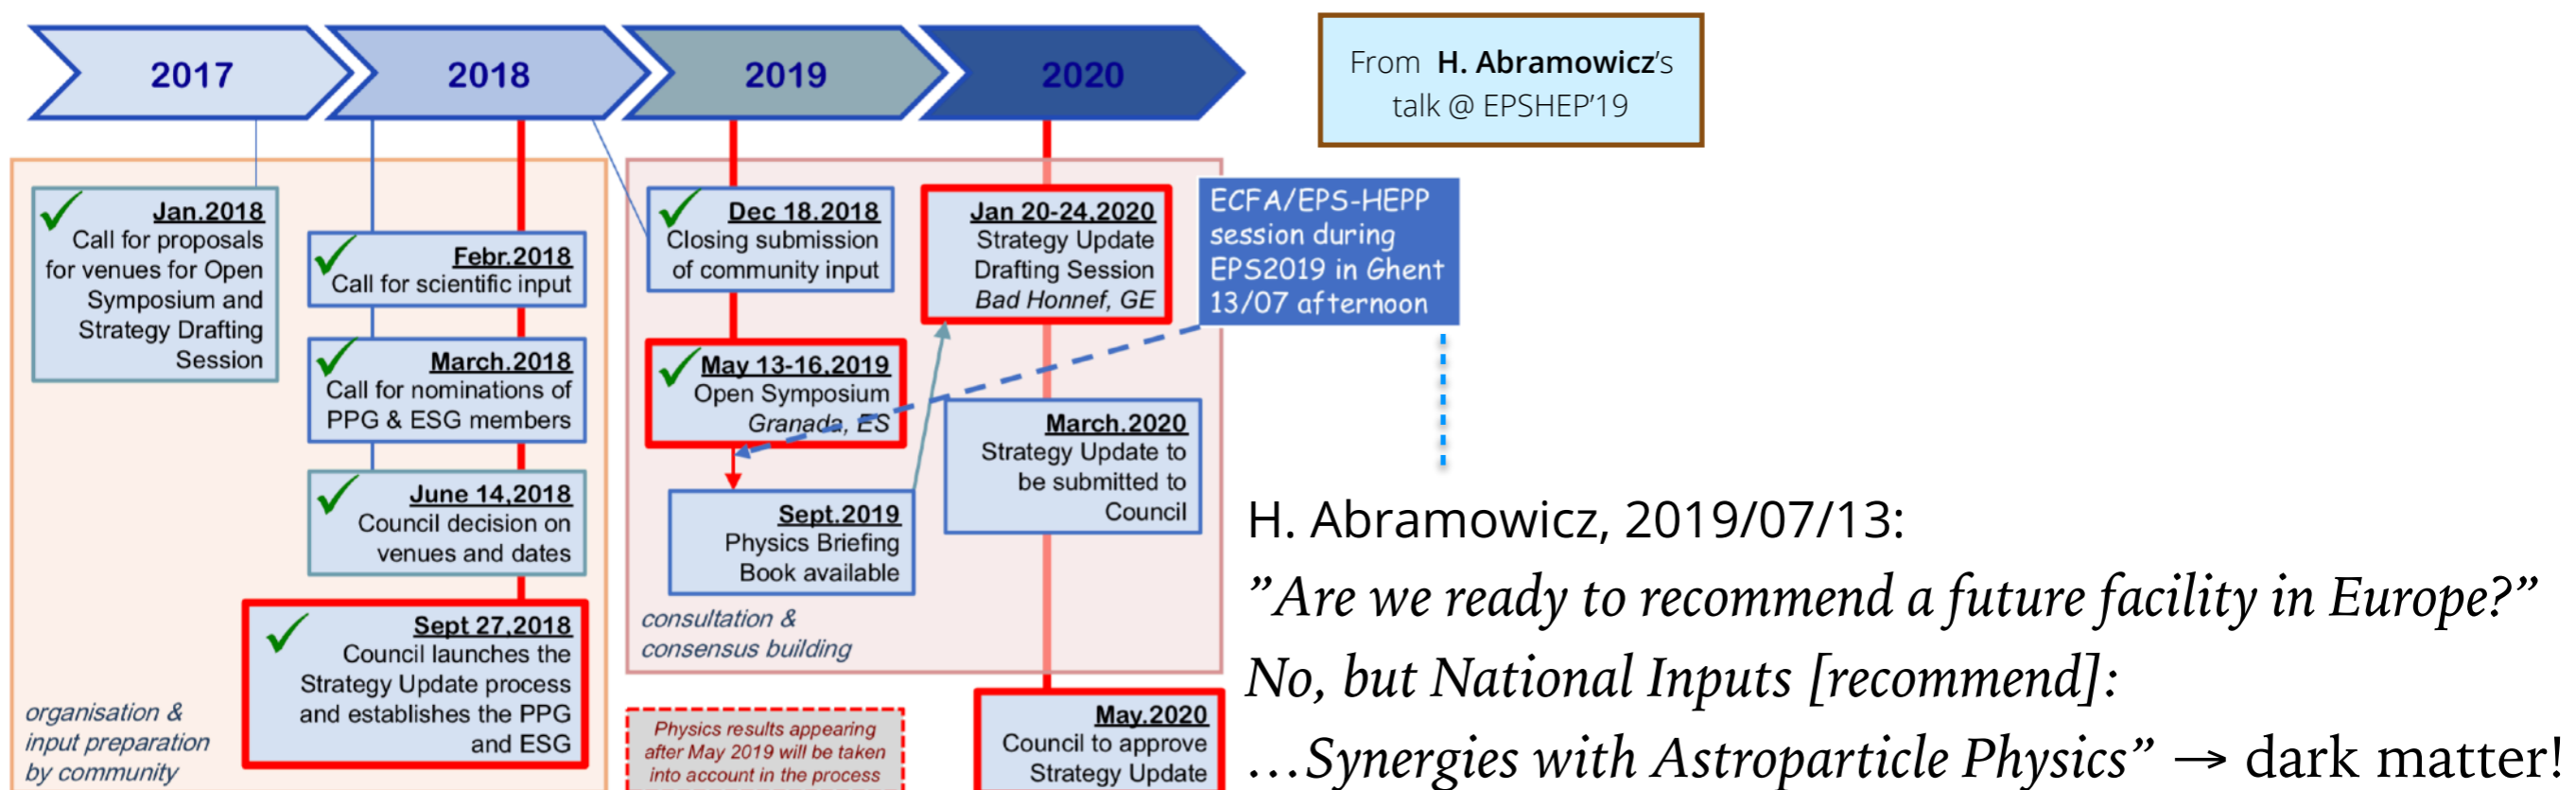 2017
2018
2019
2020
From H. Abramowicz's
talk @ EPSHEP'19
Jan.2018
Call for proposals
for venues for Open
Symposium and
Strategy Drafting
Session
Febr.2018
Call for scientific input
March.2018
Call for nominations of
PPG & ESG members
June 14,2018
Council decision on
venues and dates
Sept 27,2018
Council launches the
Strategy Update process
and establishes the PPG
and ESG
organisation &
input preparation
by community
Dec 18.2018
Closing submission
of community input
May 13-16,2019
Open Symposium
Granada, ES
Sept.2019
Physics Briefing
Book available
consultation &
consensus building
Physics results appearing
after May 2019 will be taken
into account in the process
Jan 20-24,2020
Strategy Update
Drafting Session
Bad Honnef, GE
March.2020
Strategy Update to
be submitted to
Council
May.2020
Council to approve
Strategy Update
ECFA/EPS-HEPP
session during
EPS2019 in Ghent
13/07 afternoon
H. Abramowicz, 2019/07/13:
”Are we ready to recommend a future facility in Europe?”
No, but National Inputs [recommend]:
…Synergies with Astroparticle Physics” → dark matter!